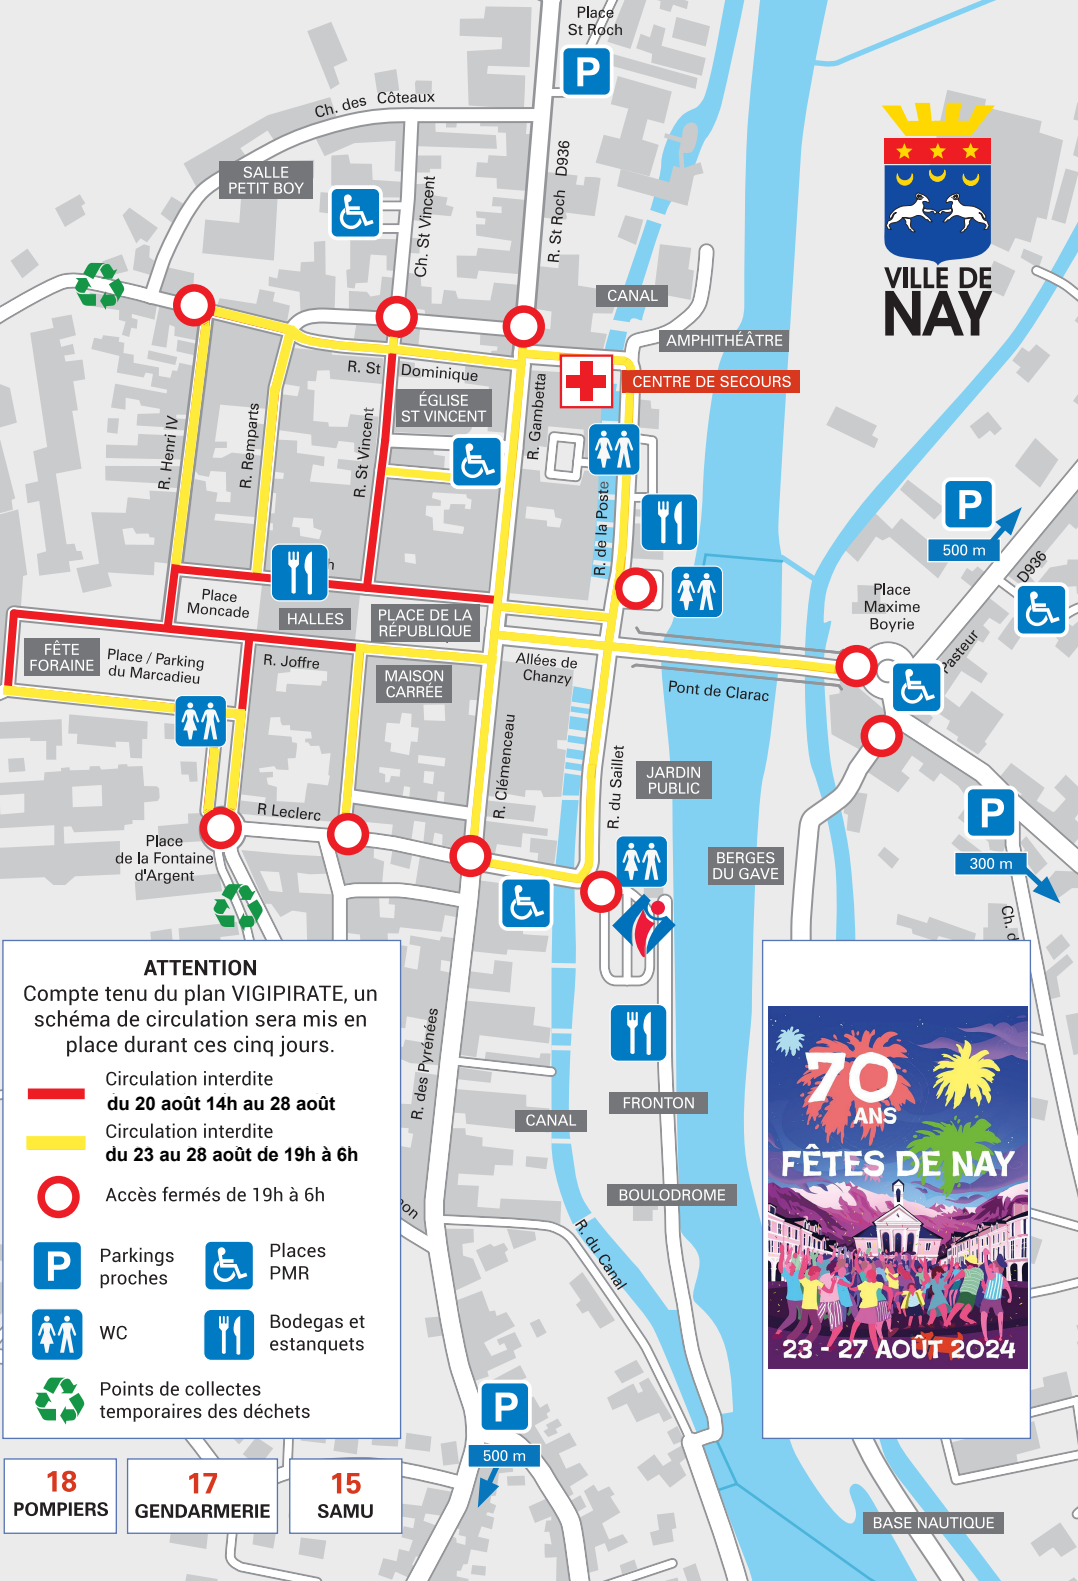 Place
St Roch
P
Ch. des Côteaux
SALLE
PETIT BOY
Ch. St Vincent
R. St Roch D936
VILLE DE
NAY
CANAL
AMPHITHÉÂTRE
CENTRE DE SECOURS
R. St Dominique
ÉGLISE
ST VINCENT
R. Henri IV
R. Remparts
R. St Vincent
R. Gambetta
R. de la Poste
P
500 m
D936
Place
Maxime
Boyrie
Pasteur
Place
Moncade
HALLES
PLACE DE LA
RÉPUBLIQUE
FÊTE
FORAINE
Place / Parking
du Marcadieu
R. Joffre
MAISON
CARRÉE
Allées de
Chanzy
Pont de Clarac
R. Clémenceau
R. du Saillet
JARDIN
PUBLIC
P
300 m
R Leclerc
Place
de la Fontaine
d'Argent
BERGES
DU GAVE
Ch. d
ATTENTION
Compte tenu du plan VIGIPIRATE, un
schéma de circulation sera mis en
place durant ces cinq jours.
Circulation interdite
du 20 août 14h au 28 août
Circulation interdite
du 23 au 28 août de 19h à 6h
Accès fermés de 19h à 6h
P
Parkings
proches
Places
PMR
WC
Bodegas et
estanquets
Points de collectes
temporaires des déchets
R. des Pyrénées
CANAL
FRONTON
BOULODROME
R. du Canal
70
ANS
FÊTES DE NAY
23 - 27 AOÛT 2024
P
500 m
18
POMPIERS
17
GENDARMERIE
15
SAMU
BASE NAUTIQUE